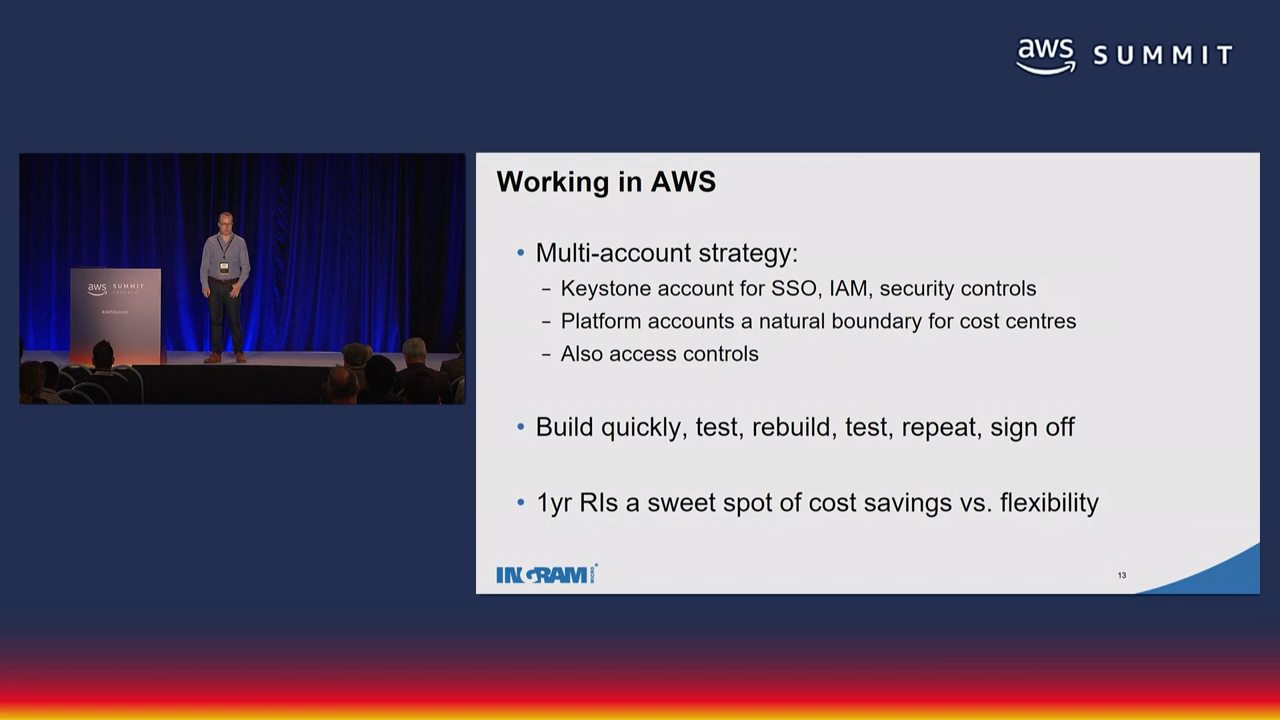 aws SUMMIT
aws SUMMIT
TORONTO
Working in AWS
• Multi-account strategy:
– Keystone account for SSO, IAM, security controls
– Platform accounts a natural boundary for cost centres
– Also access controls
• Build quickly, test, rebuild, test, repeat, sign off
• 1yr RIs a sweet spot of cost savings vs. flexibility
INGRAM MICRO
13